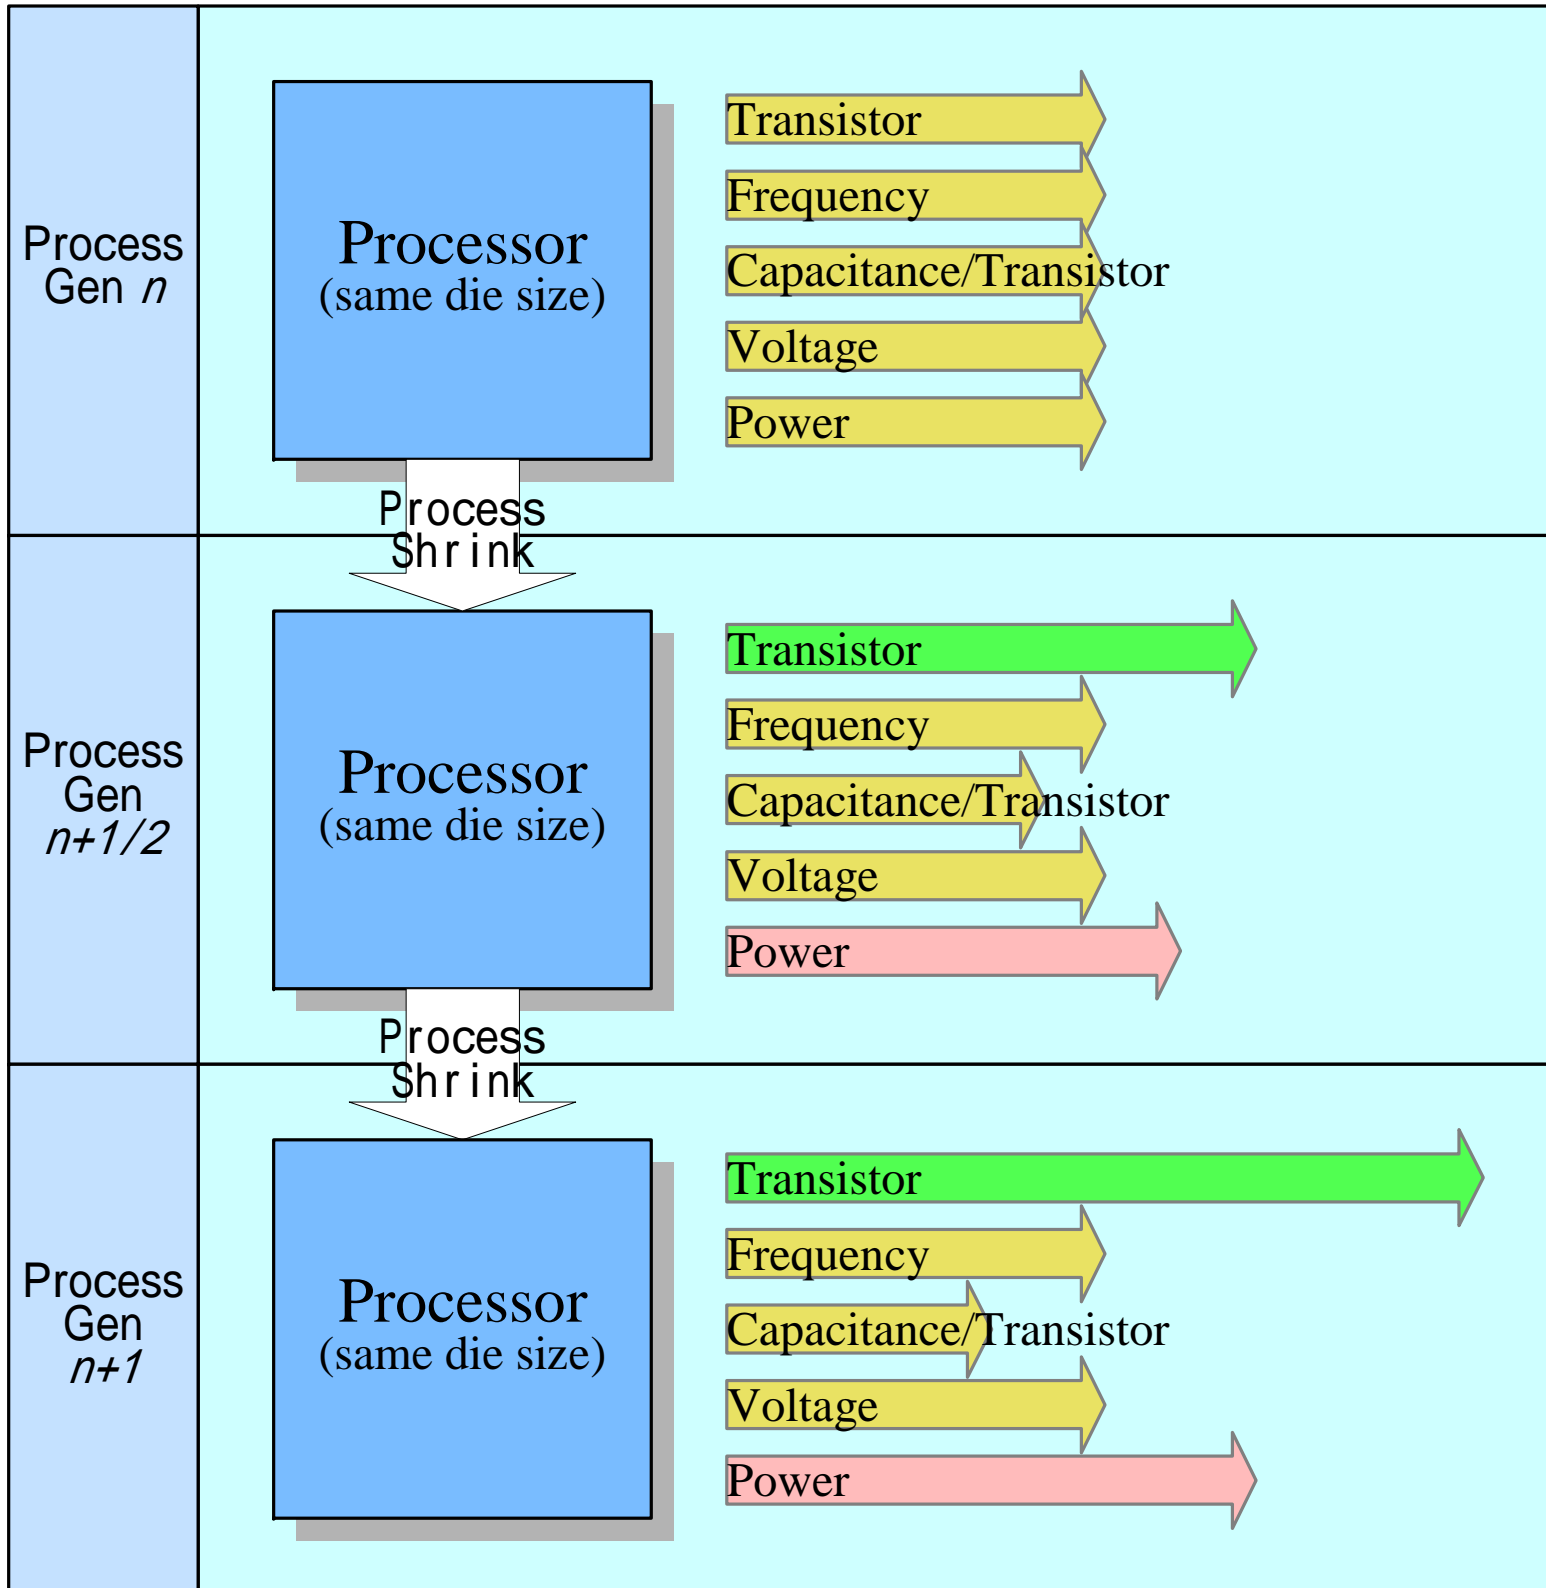 Process
Gen n
Processor
(same die size)
Transistor
Frequency
Capacitance/Transistor
Voltage
Power
Process
Shrink
Process
Gen
n+1/2
Processor
(same die size)
Transistor
Frequency
Capacitance/Transistor
Voltage
Power
Process
Shrink
Process
Gen
n+1
Processor
(same die size)
Transistor
Frequency
Capacitance/Transistor
Voltage
Power